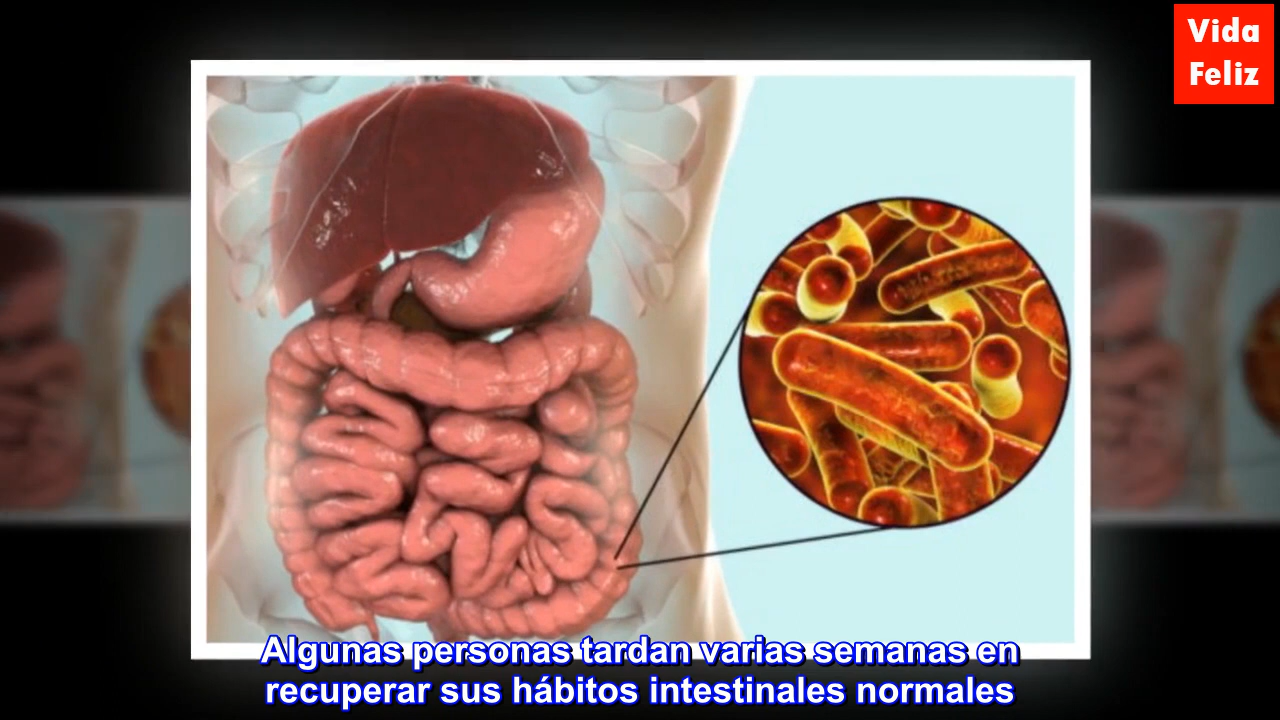 Vida
Feliz
Algunas personas tardan varias semanas en
recuperar sus hábitos intestinales normales